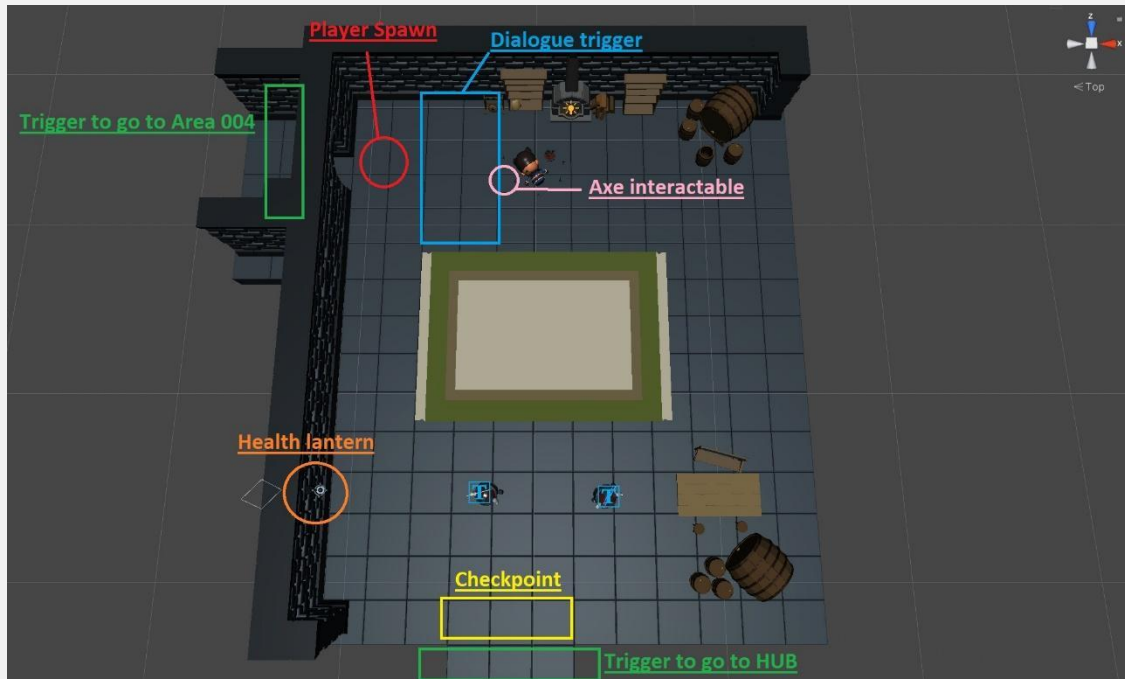 Player Spawn
Dialogue trigger
z
x
Top
Trigger to go to Area 004
Axe interactable
Health lantern
T
T
Checkpoint
Trigger to go to HUB